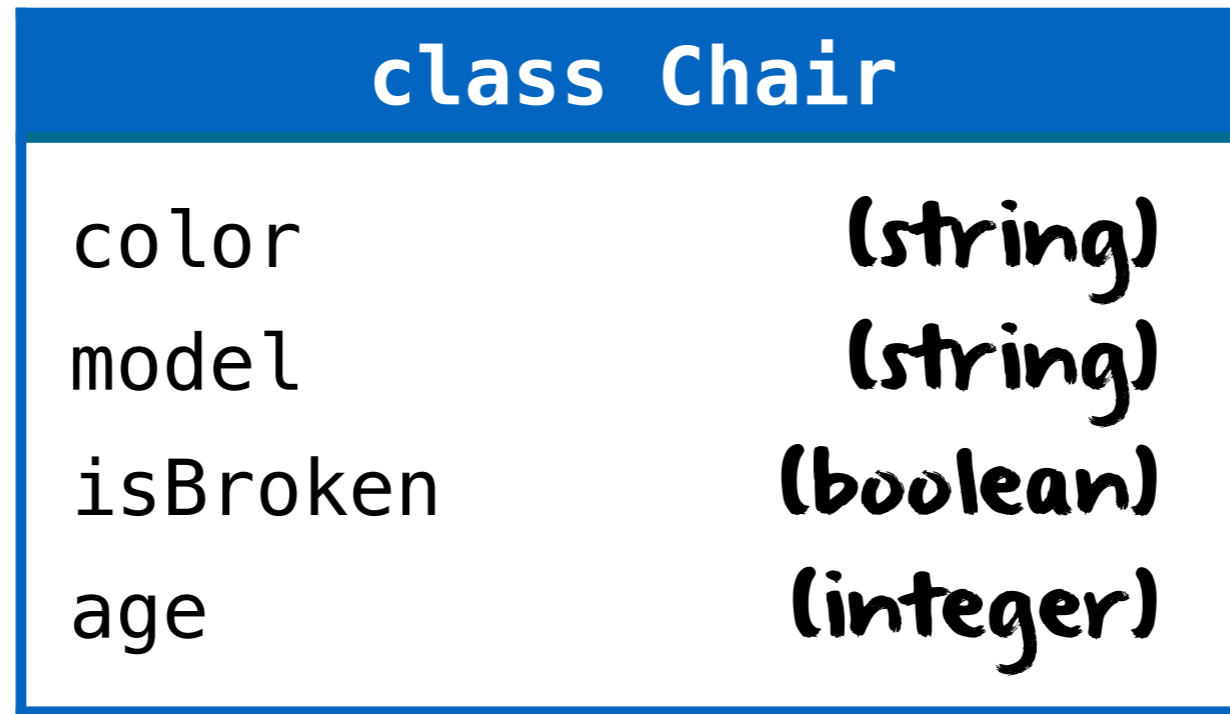 class Chair
color (string)
model (string)
isBroken (boolean)
age (integer)